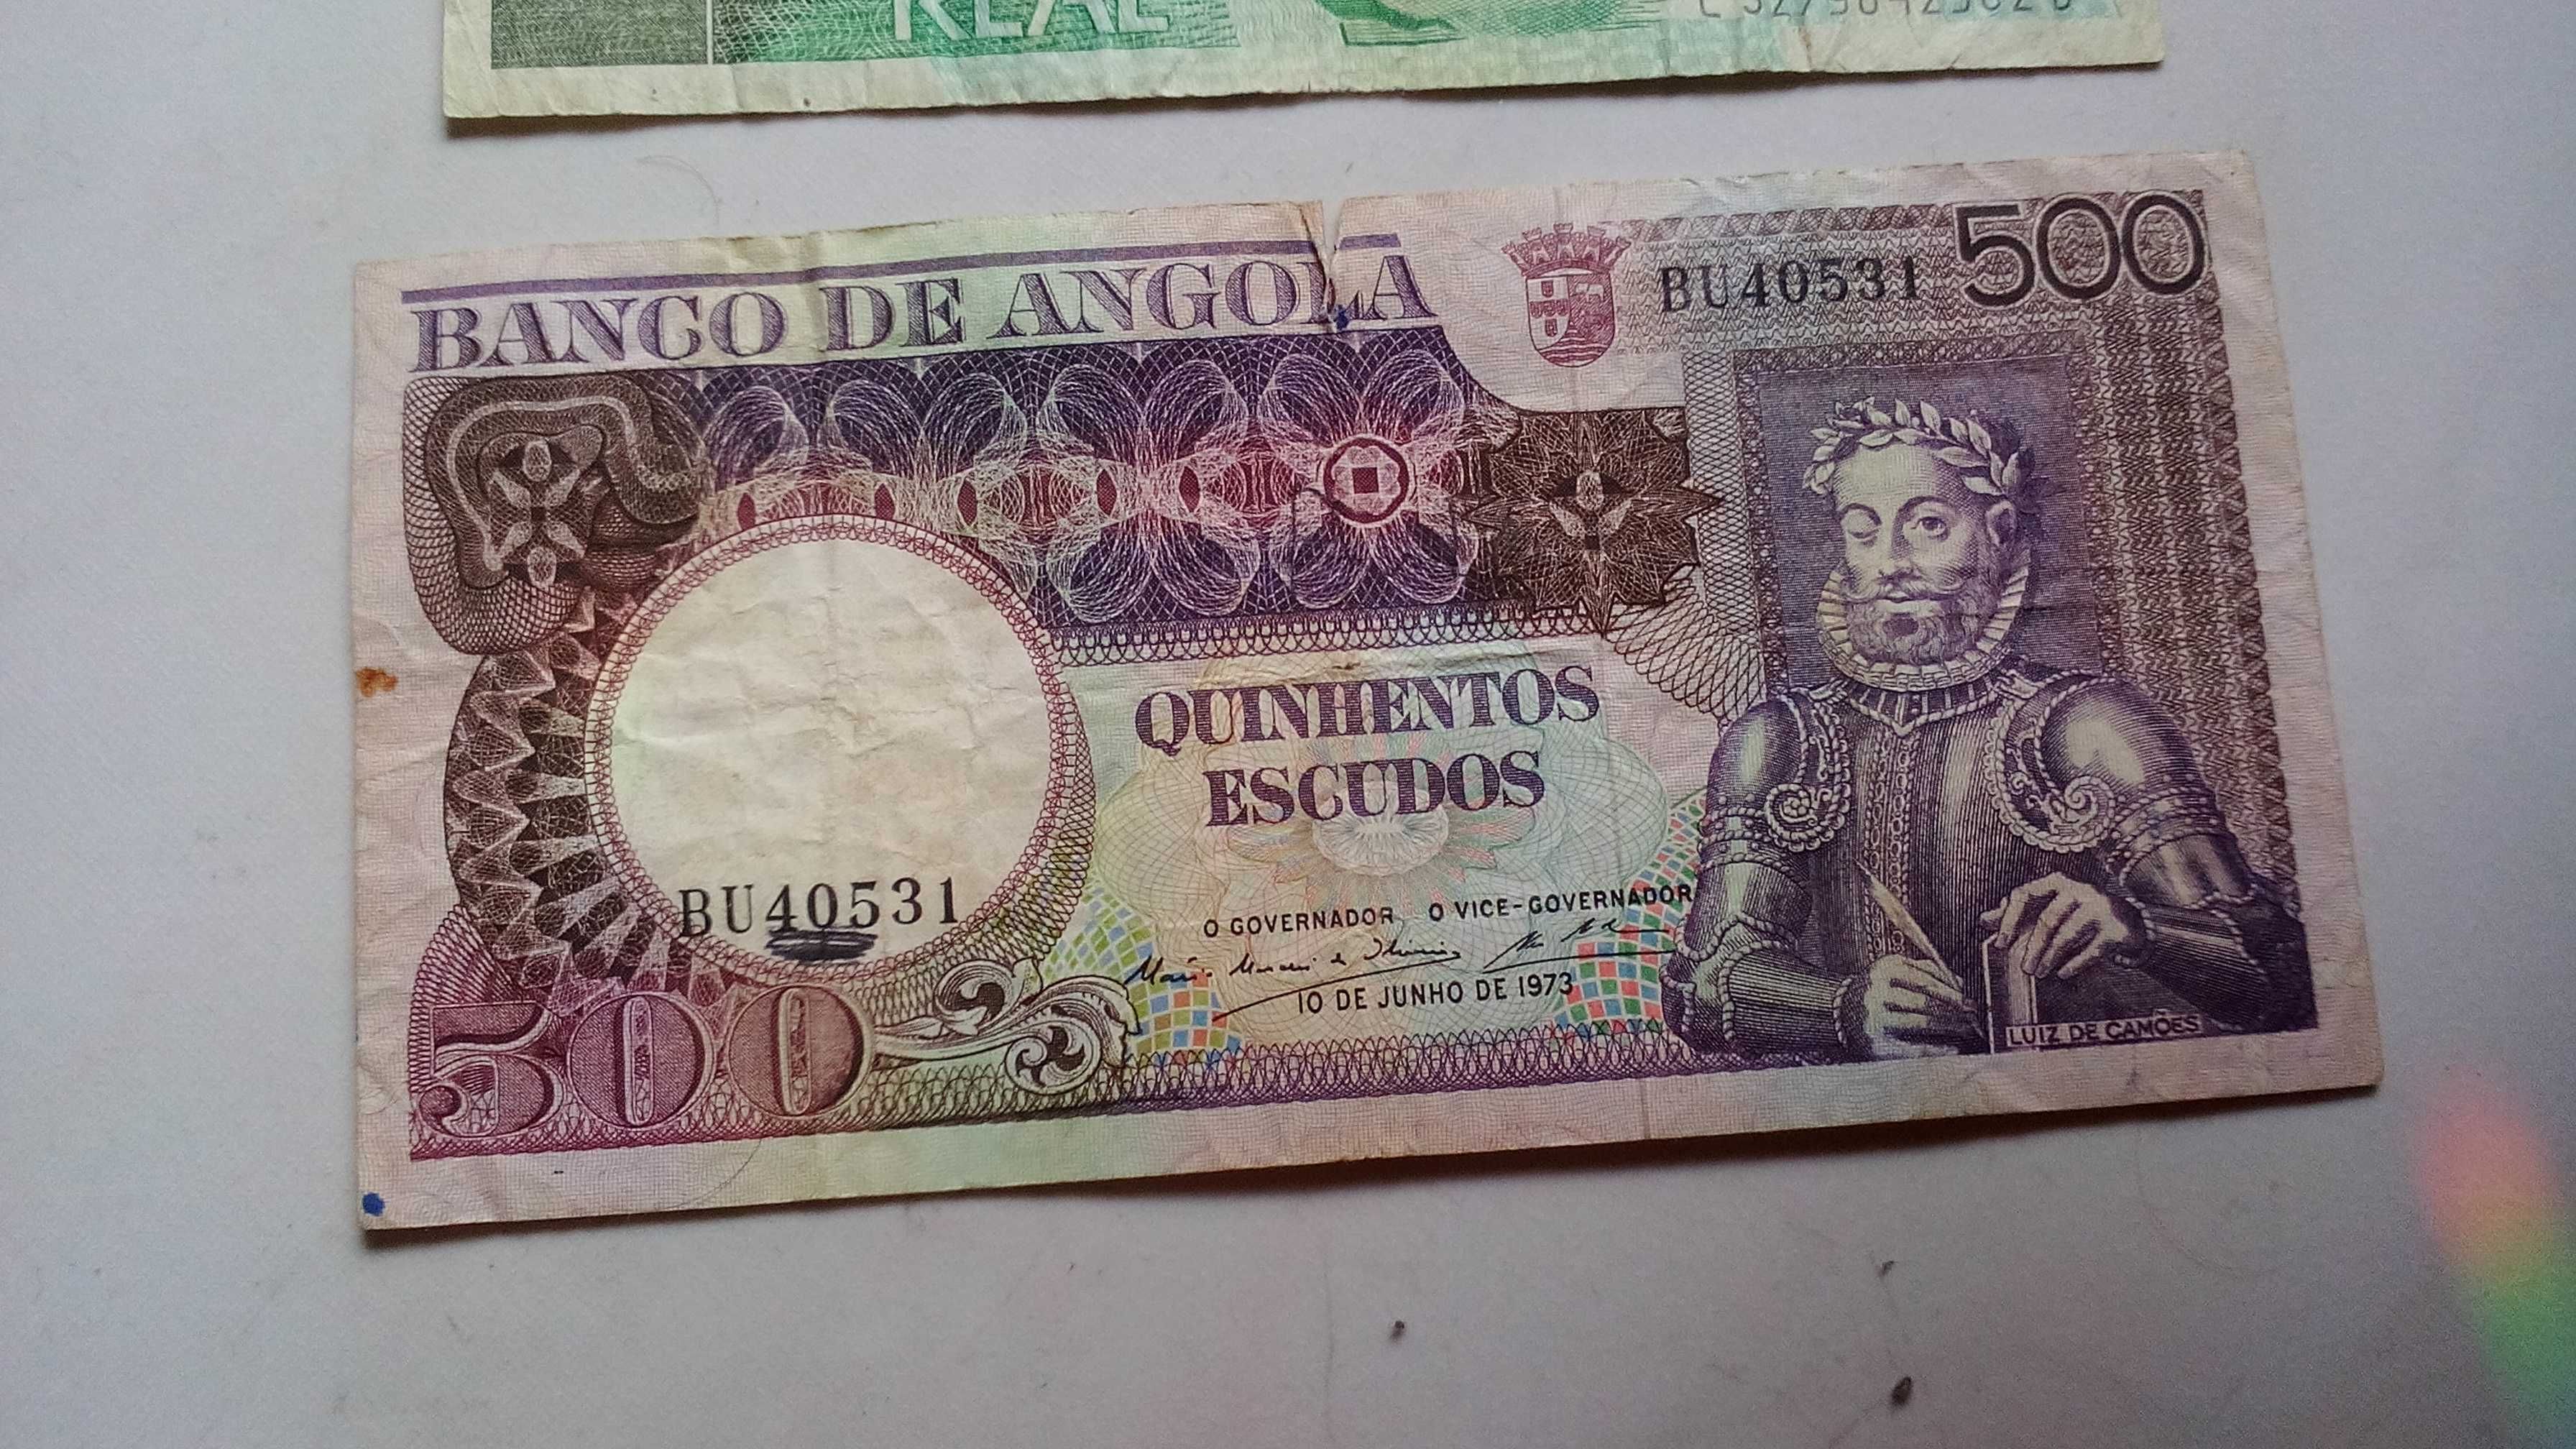 REAL
BANCO DE ANGOLA
BU40531
500
QUINHENTOS
ESCUDOS
BU40531
O GOVERNADOR
O VICE-GOVERNADOR
10 DE JUNHO DE 1973
500
LUIZ DE CAMÕES